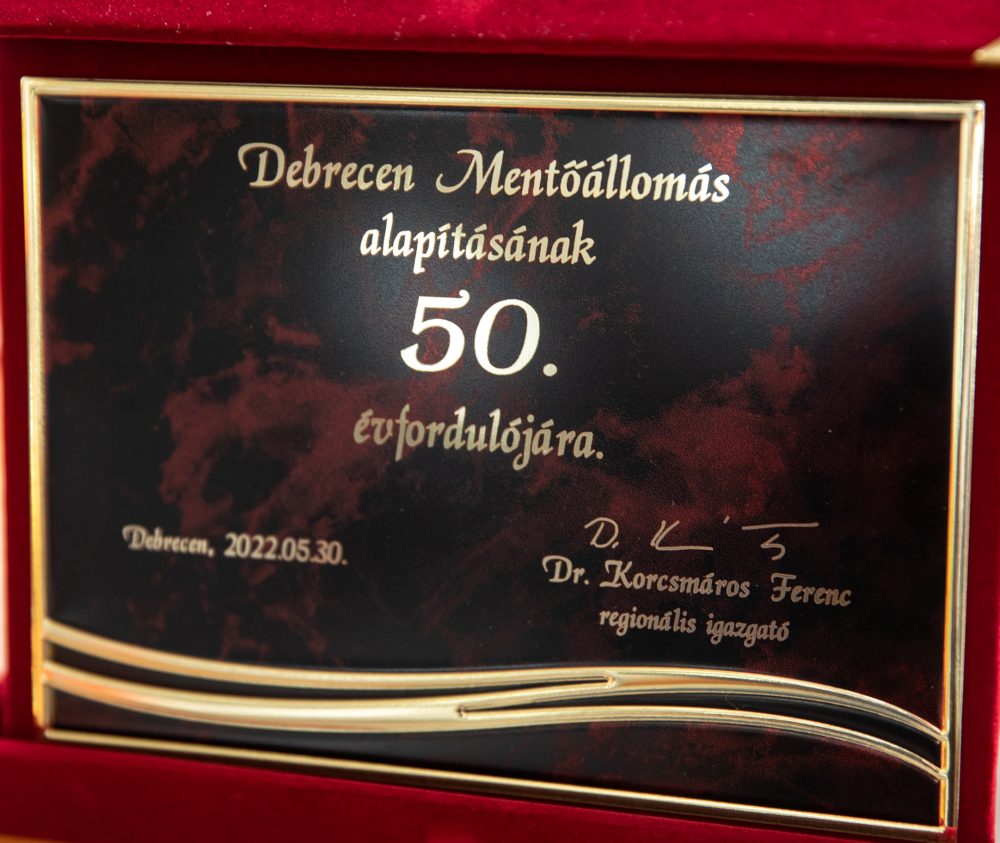 Debrecen Mentőállomás
alapításának
50.
évfordulójára.
Debrecen, 2022.05.30.
Dr. Korcsmáros Ferenc
regionális igazgató